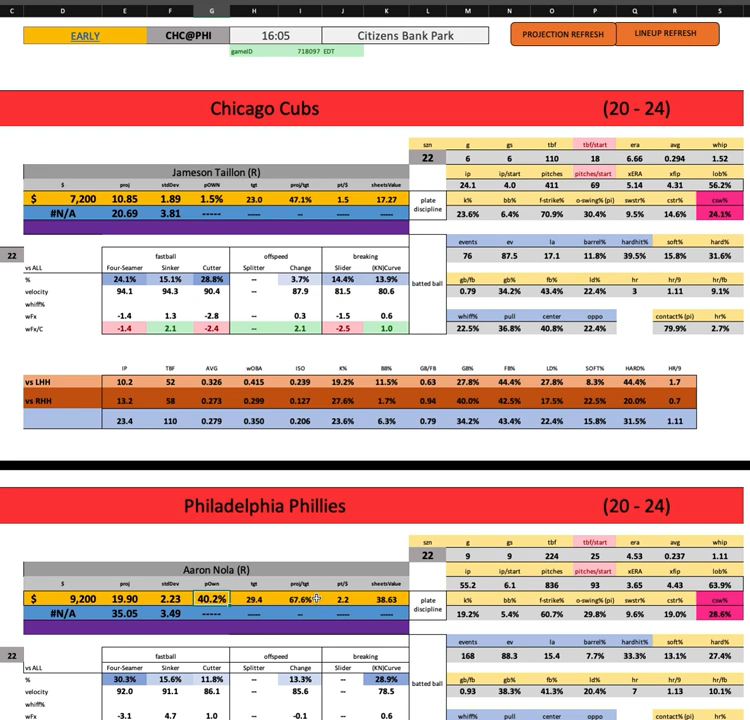 C D E F G H I J K L M N O P Q R S
EARLY CHC@PHI 16:05 Citizens Bank Park PROJECTION REFRESH LINEUP REFRESH
gameID 718097 EDT
Chicago Cubs (20 - 24)
szn g gs tbf tbf/start era avg whip
22 6 6 110 18 6.66 0.294 1.52
Jameson Taillon (R) ip ip/start pitches pitches/start xERA xfip lob%
$ proj stdDev pOWN tgt proj/tgt pt/$ sheetsValue 24.1 4.0 411 69 5.14 4.31 56.2%
$ 7,200 10.85 1.89 1.5% 23.0 47.1% 1.5 17.27 plate discipline k% bb% f-strike% o-swing% (pi) swstr% cstr% csw%
#N/A 20.69 3.81 ----- ---- -- ---- ---- 23.6% 6.4% 70.9% 30.4% 9.5% 14.6% 24.1%
22 fastball offspeed breaking batted ball events ev la barrel% hardhit% soft% hard%
76 87.5 17.1 11.8% 39.5% 15.8% 31.6%
vs ALL Four-Seamer Sinker Cutter Splitter Change Slider (KN)Curve
% 24.1% 15.1% 28.8% -- 3.7% 14.4% 13.9% gb/fb gb% fb% ld% hr hr/9 hr/fb
velocity 94.1 94.3 90.4 -- 87.9 81.5 80.6 0.79 34.2% 43.4% 22.4% 3 1.11 9.1%
whiff%
wFx -1.4 1.3 -2.8 0.3 -1.5 0.6 whiff% pull center oppo contact% (pi) hr%
wFx/C -1.4 2.1 -2.4 -- 2.1 -2.5 1.0 22.5% 36.8% 40.8% 22.4% 79.9% 2.7%
IP TBF AVG wOBA ISO K% BB% GB/FB GB% FB% LD% SOFT% HARD% HR/9
vs LHH 10.2 52 0.326 0.415 0.239 19.2% 11.5% 0.63 27.8% 44.4% 27.8% 8.3% 44.4% 1.7
vs RHH 13.2 58 0.273 0.299 0.127 27.6% 1.7% 0.94 40.0% 42.5% 17.5% 22.5% 20.0% 0.7
23.4 110 0.279 0.350 0.206 23.6% 6.3% 0.79 34.2% 43.4% 22.4% 15.8% 31.5% 1.11
Philadelphia Phillies (20 - 24)
szn g gs tbf tbf/start era avg whip
22 9 9 224 25 4.53 0.237 1.11
Aaron Nola (R) ip ip/start pitches pitches/start xERA xfip lob%
$ proj stdDev pOwn tgt proj/tgt pt/$ sheetsValue 55.2 6.1 836 93 3.65 4.43 63.9%
$ 9,200 19.90 2.23 40.2% 29.4 67.6% 2.2 38.63 plate discipline k% bb% f-strike% o-swing% (pi) swstr% cstr% csw%
#N/A 35.05 3.49 ----- ---- -- ---- ---- 19.2% 5.4% 60.7% 29.8% 9.6% 19.0% 28.6%
22 fastball offspeed breaking batted ball events ev la barrel% hardhit% soft% hard%
168 88.3 15.4 7.7% 33.3% 13.1% 27.4%
vs ALL Four-Seamer Sinker Cutter Splitter Change Slider (KN)Curve
% 30.3% 15.6% 11.8% -- 13.3% -- 28.9% gb/fb gb% fb% ld% hr hr/9 hr/fb
velocity 92.0 91.1 86.1 -- 85.6 -- 78.5 0.93 38.3% 41.3% 20.4% 7 1.13 10.1%
whiff%
wFx -3.1 4.7 1.0 -0.1 0.6 whiff% pull center oppo contact% (pi) hr%